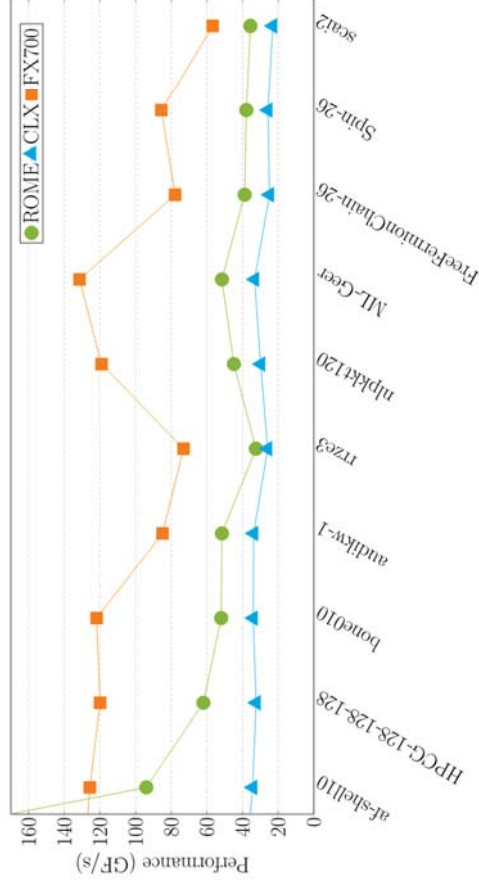 ROME CLX FX700
Performance (GF/s)
160
140
120
100
80
60
40
20
0
af-shell10
HPCG-128-128-128
bone010
audikw-1
rrze3
nlpkkt120
ML-Geer
FreeFermionChain-26
Spin-26
scai2